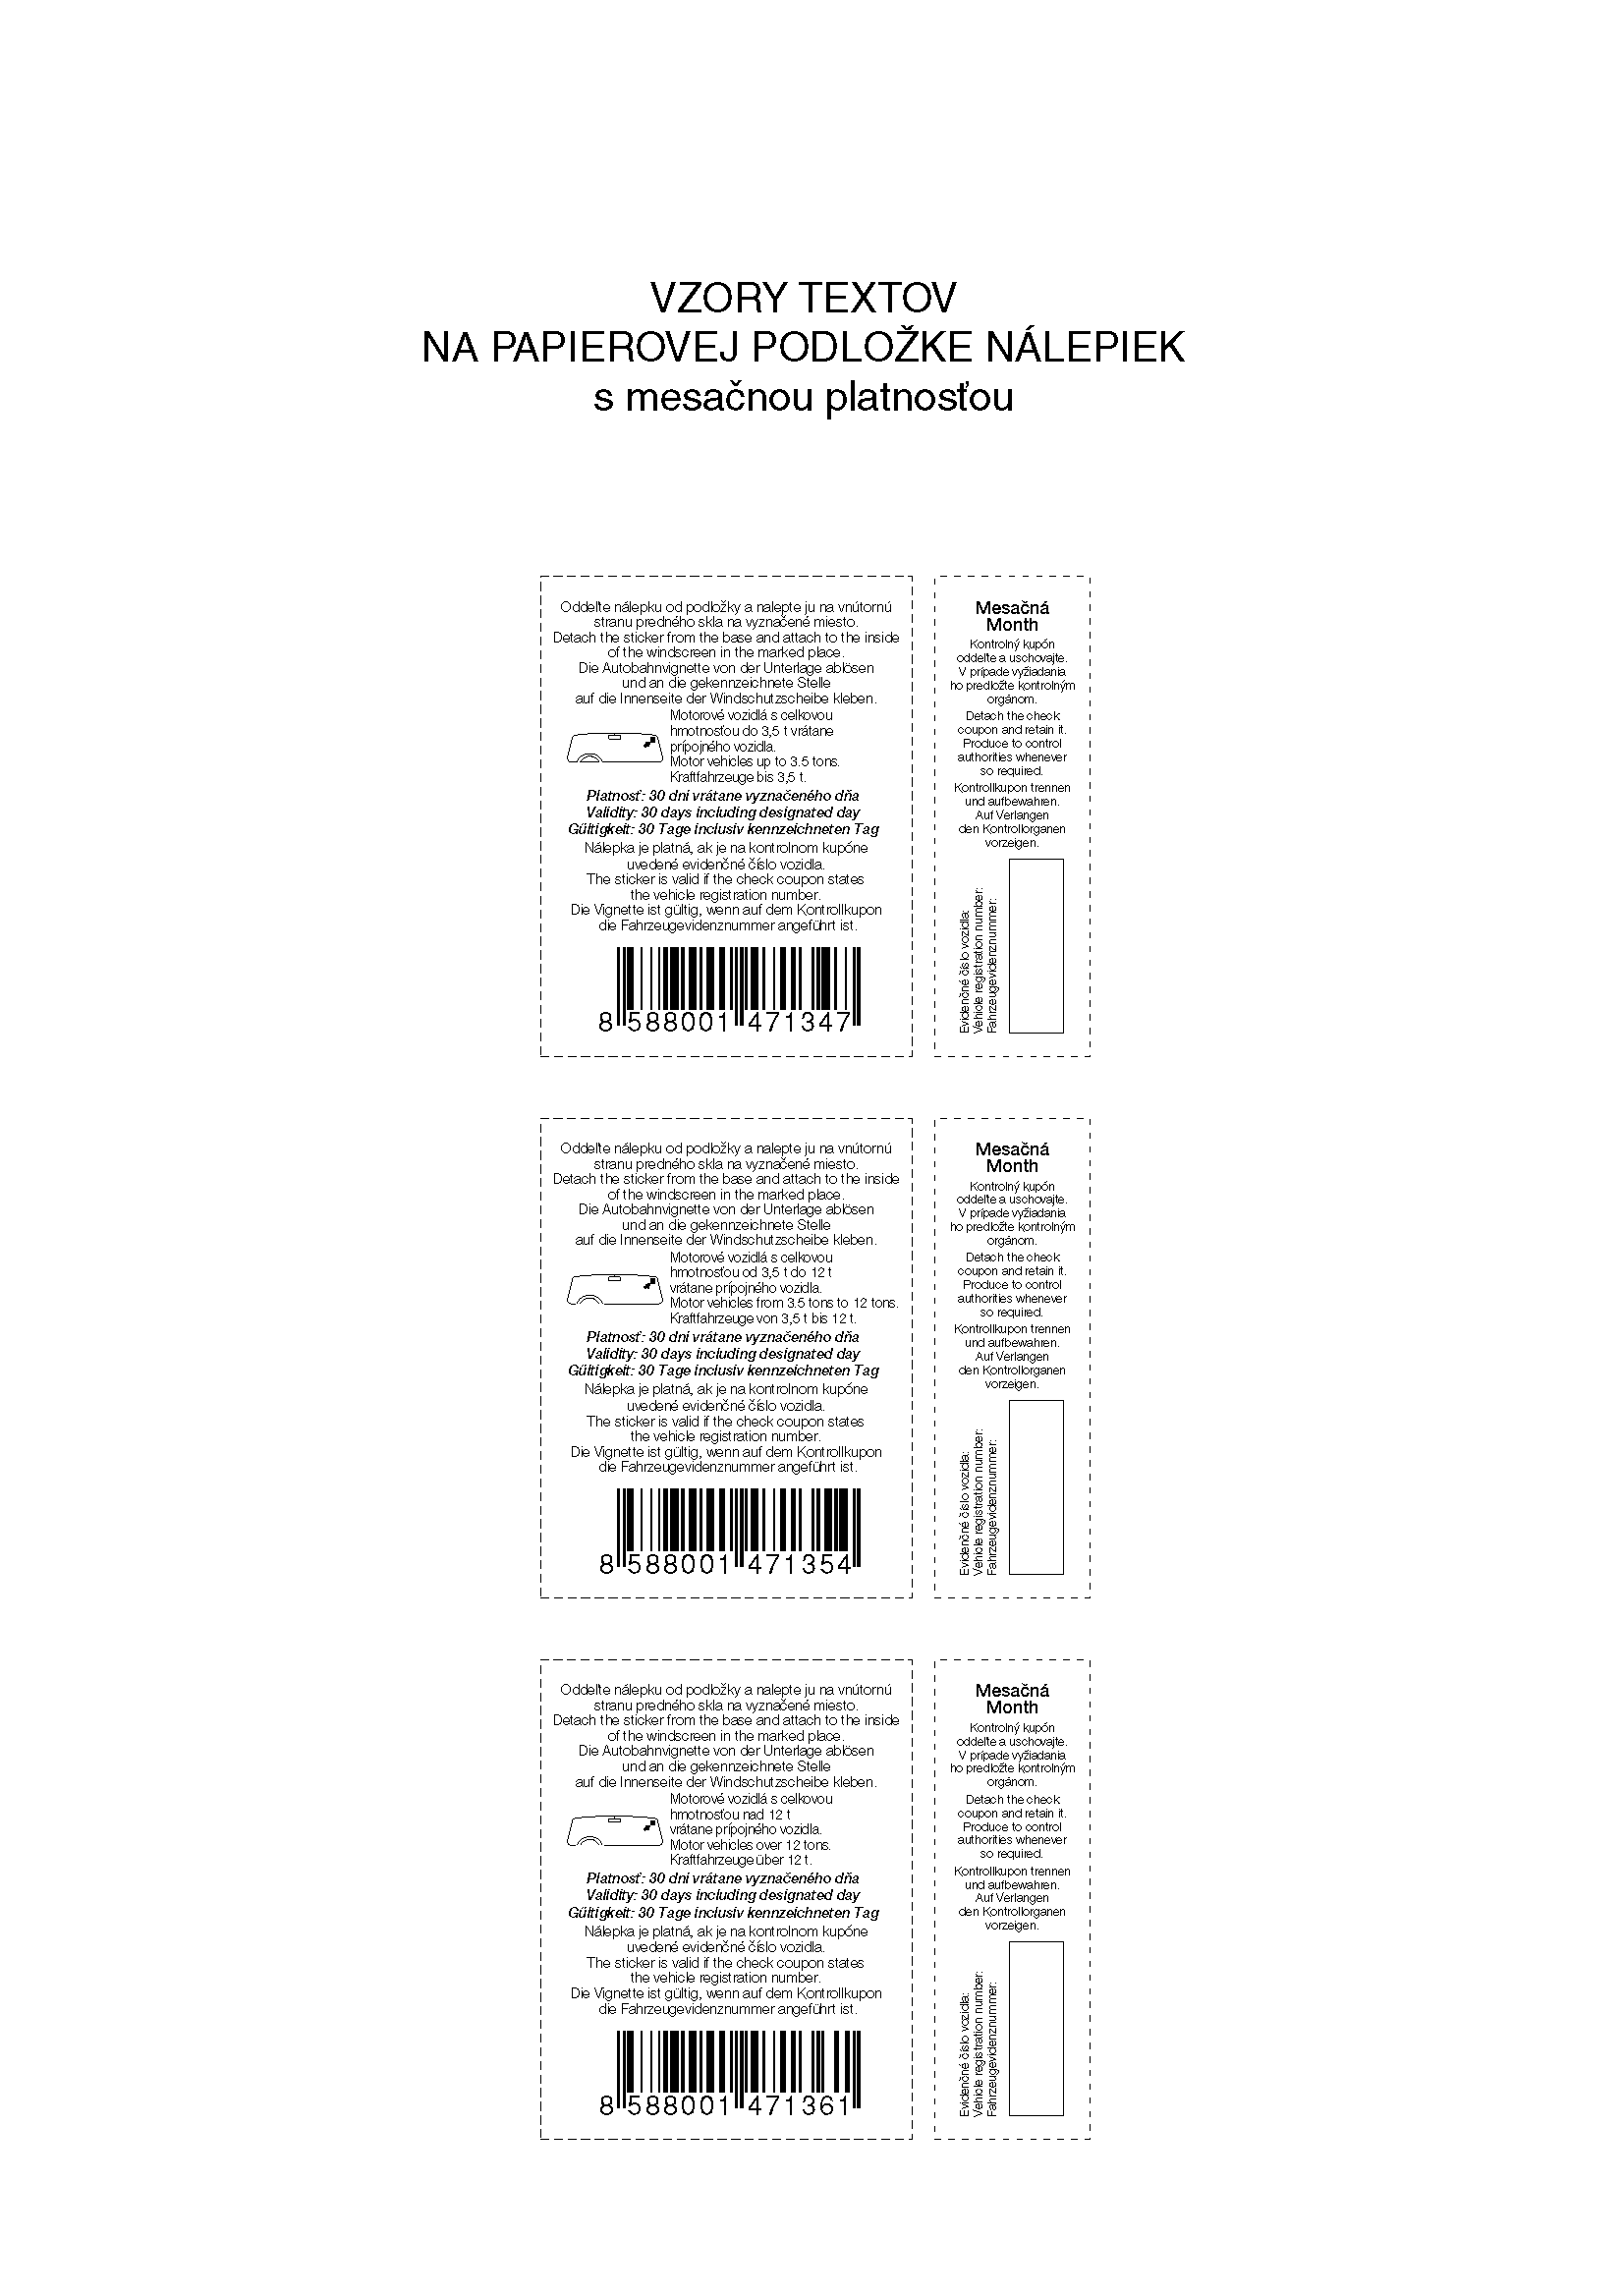 VZORY TEXTOV
NA PAPIEROVEJ PODLOŽKE NÁLEPIEK
s mesačnou platnosťou
Oddeľte nálepku od podložky a nalepte ju na vnútornú
stranu predného skla na vyznačené miesto.
Detach the sticker from the base and attach to the inside
of the windscreen in the marked place.
Die Autobahnvignette von der Unterlage ablösen
und an die gekennzeichnete Stelle
auf die Innenseite der Windschutzscheibe kleben.
Motorové vozidlá s celkovou
hmotnosťou do 3,5 t vrátane
prípojného vozidla.
Motor vehicles up to 3.5 tons.
Kraftfahrzeuge bis 3,5 t.
Platnosť: 30 dní vrátane vyznačeného dňa
Validity: 30 days including designated day
Gültigkeit: 30 Tage inclusiv kennzeichneten Tag
Nálepka je platná, ak je na kontrolnom kupóne
uvedené evidenčné číslo vozidla.
The sticker is valid if the check coupon states
the vehicle registration number.
Die Vignette ist gültig, wenn auf dem Kontrollkupon
die Fahrzeugevidenznummer angeführt ist.
8 588001 471347
Mesačná
Month
Kontrolný kupón
oddeľte a uschovajte.
V prípade vyžiadania
ho predložte kontrolným
orgánom.
Detach the check
coupon and retain it.
Produce to control
authorities whenever
so required.
Kontrollkupon trennen
und aufbewahren.
Auf Verlangen
den Kontrollorganen
vorzeigen.
Evidenčné číslo vozidla:
Vehicle registration number:
Fahrzeugevidenznummer:
Oddeľte nálepku od podložky a nalepte ju na vnútornú
stranu predného skla na vyznačené miesto.
Detach the sticker from the base and attach to the inside
of the windscreen in the marked place.
Die Autobahnvignette von der Unterlage ablösen
und an die gekennzeichnete Stelle
auf die Innenseite der Windschutzscheibe kleben.
Motorové vozidlá s celkovou
hmotnosťou od 3,5 t do 12 t
vrátane prípojného vozidla.
Motor vehicles from 3.5 tons to 12 tons.
Kraftfahrzeuge von 3,5 t bis 12 t.
Platnosť: 30 dní vrátane vyznačeného dňa
Validity: 30 days including designated day
Gültigkeit: 30 Tage inclusiv kennzeichneten Tag
Nálepka je platná, ak je na kontrolnom kupóne
uvedené evidenčné číslo vozidla.
The sticker is valid if the check coupon states
the vehicle registration number.
Die Vignette ist gültig, wenn auf dem Kontrollkupon
die Fahrzeugevidenznummer angeführt ist.
8 588001 471354
Mesačná
Month
Kontrolný kupón
oddeľte a uschovajte.
V prípade vyžiadania
ho predložte kontrolným
orgánom.
Detach the check
coupon and retain it.
Produce to control
authorities whenever
so required.
Kontrollkupon trennen
und aufbewahren.
Auf Verlangen
den Kontrollorganen
vorzeigen.
Evidenčné číslo vozidla:
Vehicle registration number:
Fahrzeugevidenznummer:
Oddeľte nálepku od podložky a nalepte ju na vnútornú
stranu predného skla na vyznačené miesto.
Detach the sticker from the base and attach to the inside
of the windscreen in the marked place.
Die Autobahnvignette von der Unterlage ablösen
und an die gekennzeichnete Stelle
auf die Innenseite der Windschutzscheibe kleben.
Motorové vozidlá s celkovou
hmotnosťou nad 12 t
vrátane prípojného vozidla.
Motor vehicles over 12 tons.
Kraftfahrzeuge über 12 t.
Platnosť: 30 dní vrátane vyznačeného dňa
Validity: 30 days including designated day
Gültigkeit: 30 Tage inclusiv kennzeichneten Tag
Nálepka je platná, ak je na kontrolnom kupóne
uvedené evidenčné číslo vozidla.
The sticker is valid if the check coupon states
the vehicle registration number.
Die Vignette ist gültig, wenn auf dem Kontrollkupon
die Fahrzeugevidenznummer angeführt ist.
8 588001 471361
Mesačná
Month
Kontrolný kupón
oddeľte a uschovajte.
V prípade vyžiadania
ho predložte kontrolným
orgánom.
Detach the check
coupon and retain it.
Produce to control
authorities whenever
so required.
Kontrollkupon trennen
und aufbewahren.
Auf Verlangen
den Kontrollorganen
vorzeigen.
Evidenčné číslo vozidla:
Vehicle registration number:
Fahrzeugevidenznummer: